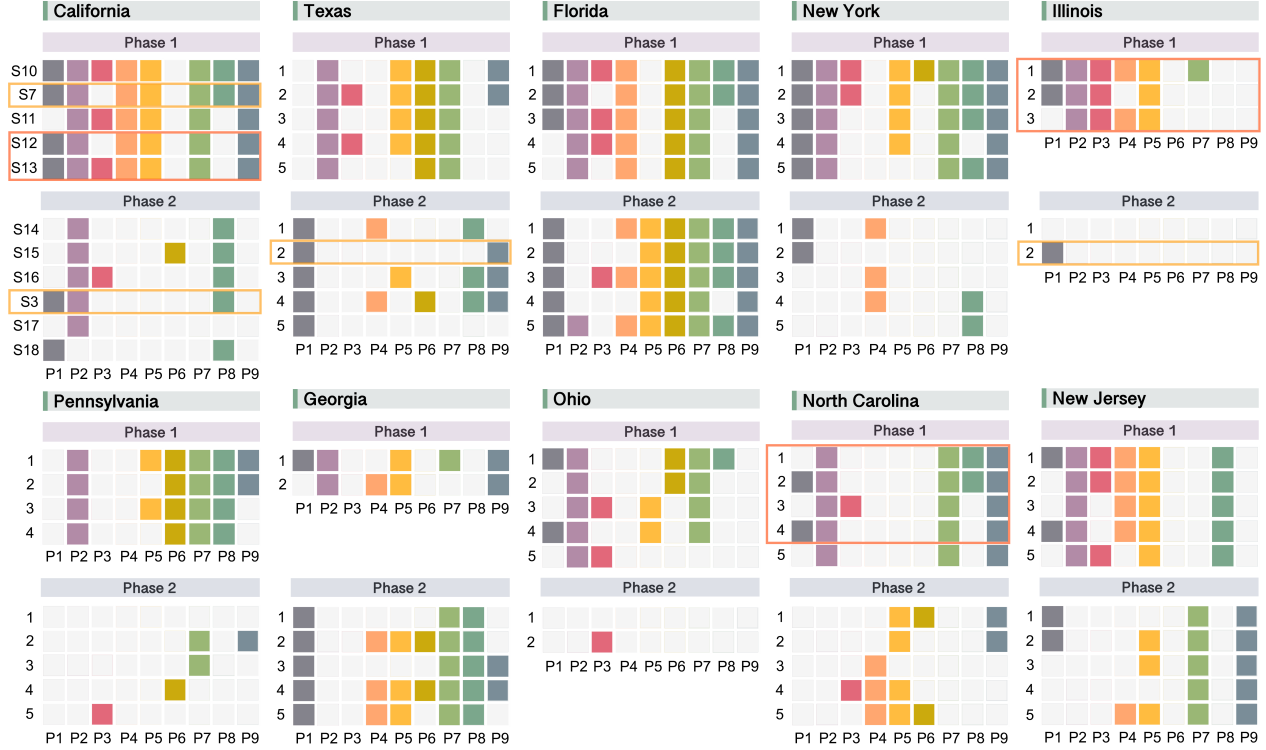 California Texas Florida New York Illinois
Phase 1 Phase 1 Phase 1 Phase 1 Phase 1
S10 1 1 1 1
S7 2 2 2 2
S11 3 3 3 3
P1 P2 P3 P4 P5 P6 P7 P8 P9
S12 4 4 4
S13 5 5 5
Phase 2 Phase 2 Phase 2 Phase 2 Phase 2
S14 1 1 1 1
S15 2 2 2 2
P1 P2 P3 P4 P5 P6 P7 P8 P9
S16 3 3 3
S3 4 4 4
S17 5 5 5
P1 P2 P3 P4 P5 P6 P7 P8 P9 P1 P2 P3 P4 P5 P6 P7 P8 P9 P1 P2 P3 P4 P5 P6 P7 P8 P9
S18
P1 P2 P3 P4 P5 P6 P7 P8 P9
Pennsylvania Georgia Ohio North Carolina New Jersey
Phase 1 Phase 1 Phase 1 Phase 1 Phase 1
1 1 1 1 1
2 2 2 2 2
P1 P2 P3 P4 P5 P6 P7 P8 P9
3 3 3 3
4 4 4 4
P1 P2 P3 P4 P5 P6 P7 P8 P9
5 5 5
Phase 2 Phase 2 Phase 2 Phase 2 Phase 2
1 1 1 1 1
2 2 2 2 2
P1 P2 P3 P4 P5 P6 P7 P8 P9
3 3 3 3
4 4 4 4
5 5 5 5
P1 P2 P3 P4 P5 P6 P7 P8 P9 P1 P2 P3 P4 P5 P6 P7 P8 P9 P1 P2 P3 P4 P5 P6 P7 P8 P9 P1 P2 P3 P4 P5 P6 P7 P8 P9